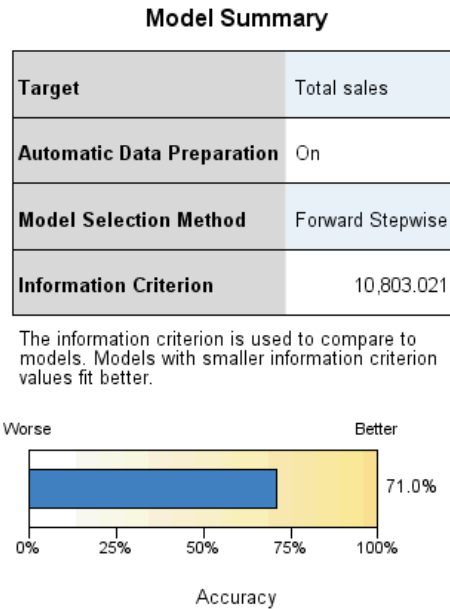 Model Summary
Target Total sales
Automatic Data Preparation On
Model Selection Method Forward Stepwise
Information Criterion 10,803.021
The information criterion is used to compare to
models. Models with smaller information criterion
values fit better.
Worse Better
71.0%
0% 25% 50% 75% 100%
Accuracy